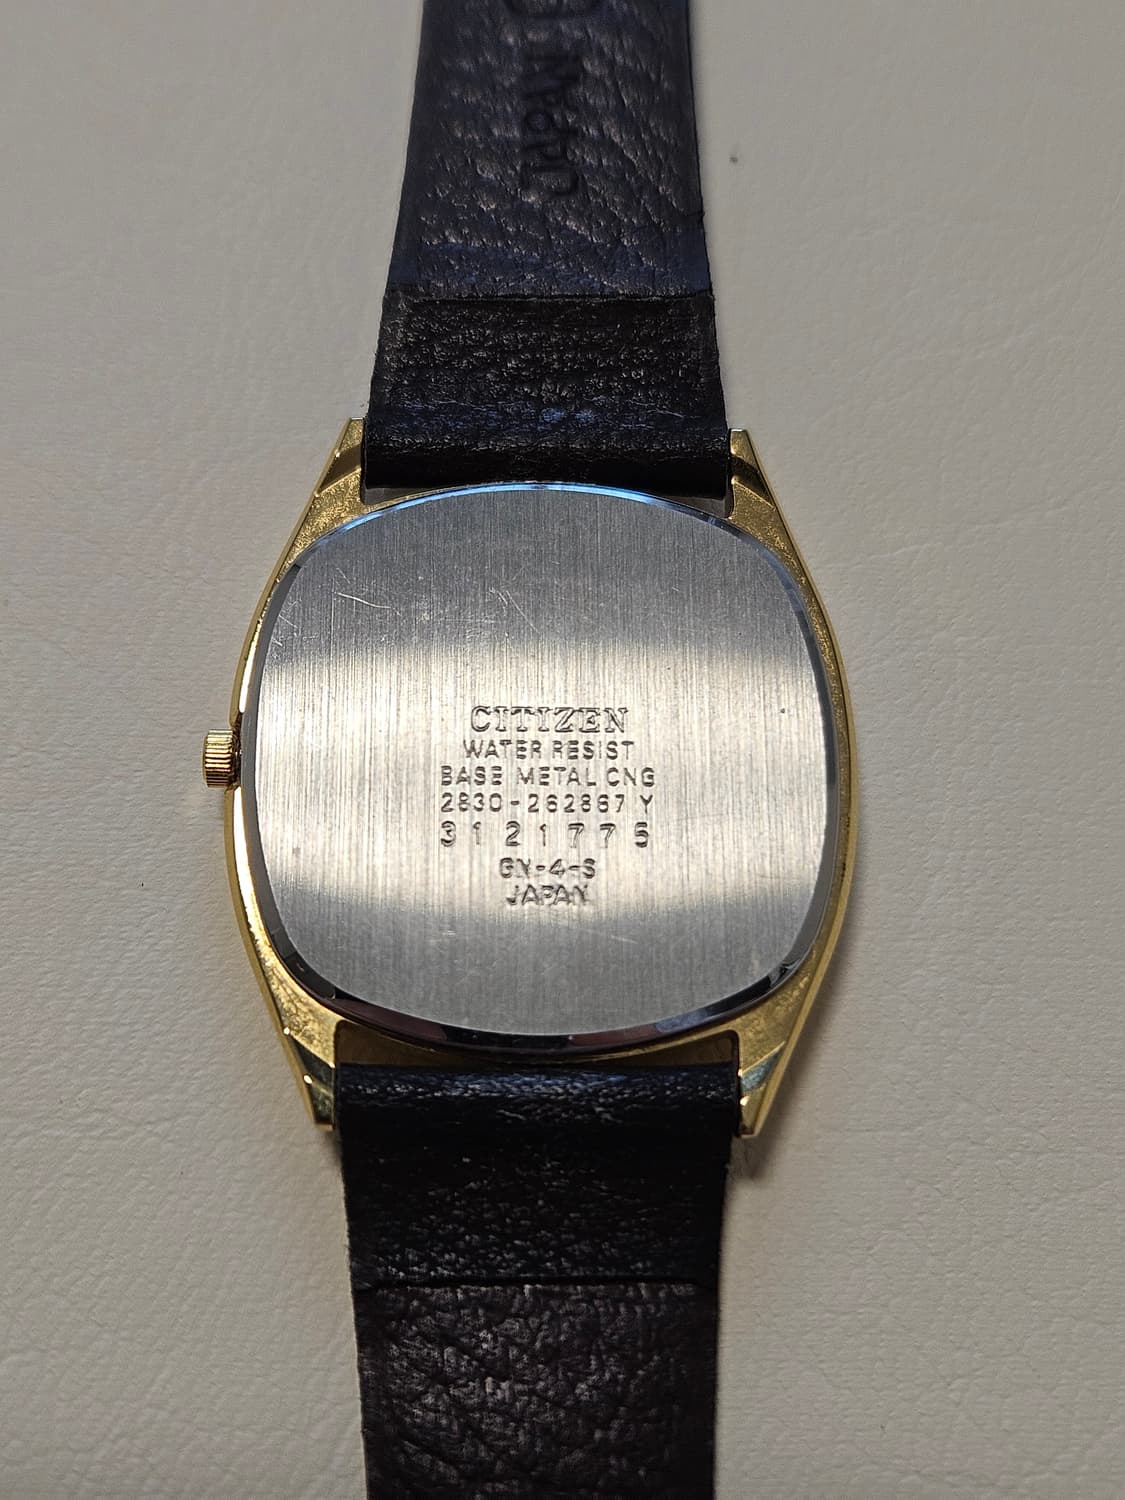 CITIZEN
WATER RESIST
BASE METAL CNG
2830-262867 Y
3121775
GN-4-S
JAPAN